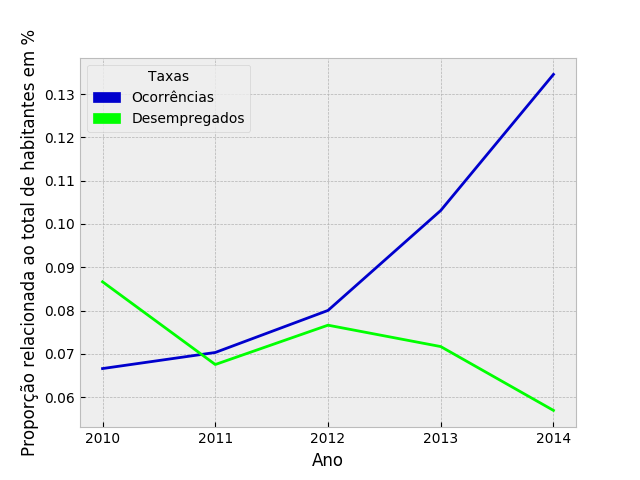 Proporção relacionada ao total de habitantes em %
Taxas
Ocorrências
Desempregados
0.13
0.12
0.11
0.10
0.09
0.08
0.07
0.06
2010 2011 2012 2013 2014
Ano